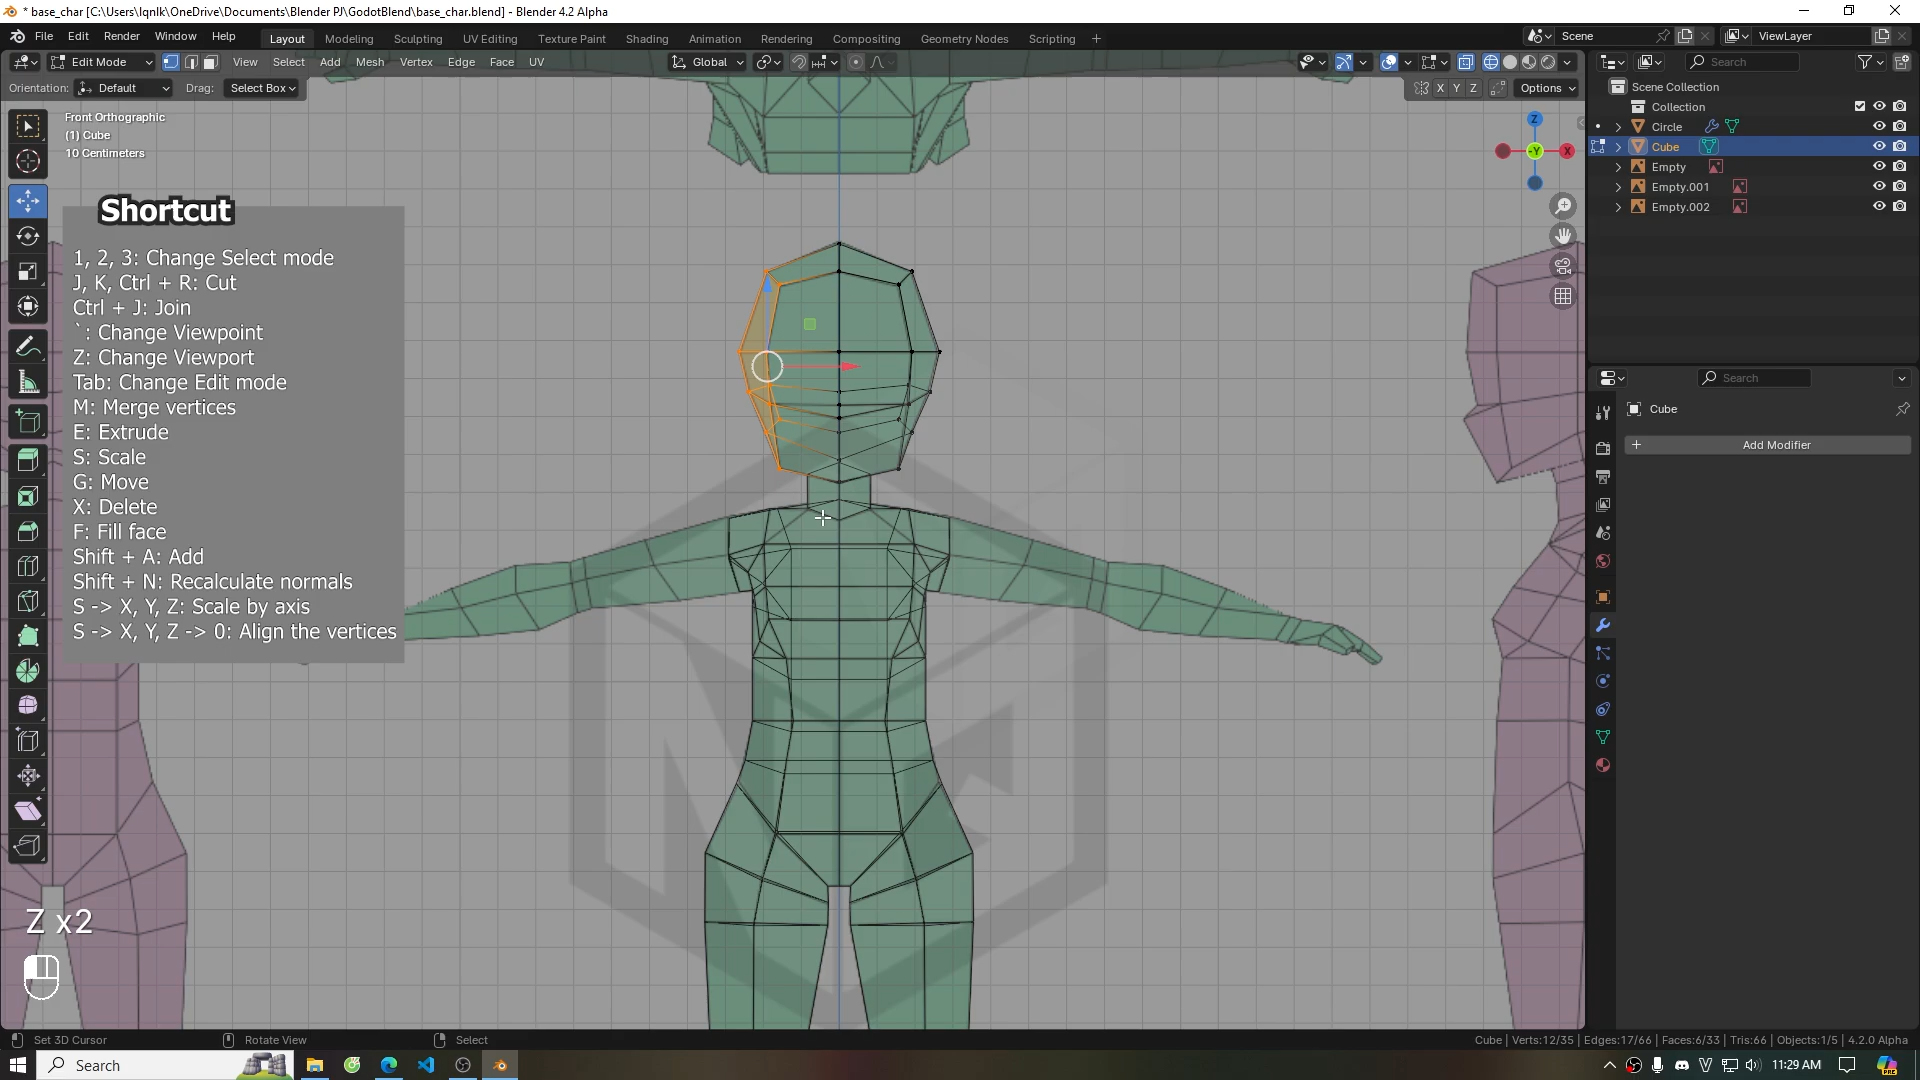 * base_char [C:\Users\lqnlk\OneDrive\Documents\Blender PJ\GodotBlend\base_char.blend] - Blender 4.2 Alpha
File Edit Render Window Help Layout Modeling Sculpting UV Editing Texture Paint Shading Animation Rendering Compositing Geometry Nodes Scripting + Scene ViewLayer
Edit Mode View Select Add Mesh Vertex Edge Face UV Global Search
Orientation: Default Drag: Select Box X Y Z Options
Scene Collection
Collection
Circle
Cube
Empty
Empty.001
Empty.002
Front Orthographic
(1) Cube
10 Centimeters
Z
-Y
X
Shortcut
1, 2, 3: Change Select mode
J, K, Ctrl + R: Cut
Ctrl + J: Join
`: Change Viewpoint
Z: Change Viewport
Tab: Change Edit mode
M: Merge vertices
E: Extrude
S: Scale
G: Move
X: Delete
F: Fill face
Shift + A: Add
Shift + N: Recalculate normals
S -> X, Y, Z: Scale by axis
S -> X, Y, Z -> 0: Align the vertices
Search
Cube
+ Add Modifier
Z x2
Set 3D Cursor Rotate View Select Cube | Verts:12/35 | Edges:17/66 | Faces:6/33 | Tris:66 | Objects:1/5 | 4.2.0 Alpha
Search 11:29 AM